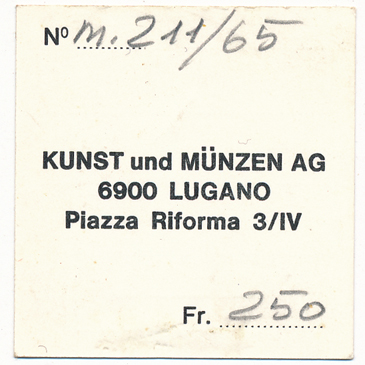 Nº m. 211/65
KUNST und MÜNZEN AG
6900 LUGANO
Piazza Riforma 3/IV
Fr. 250